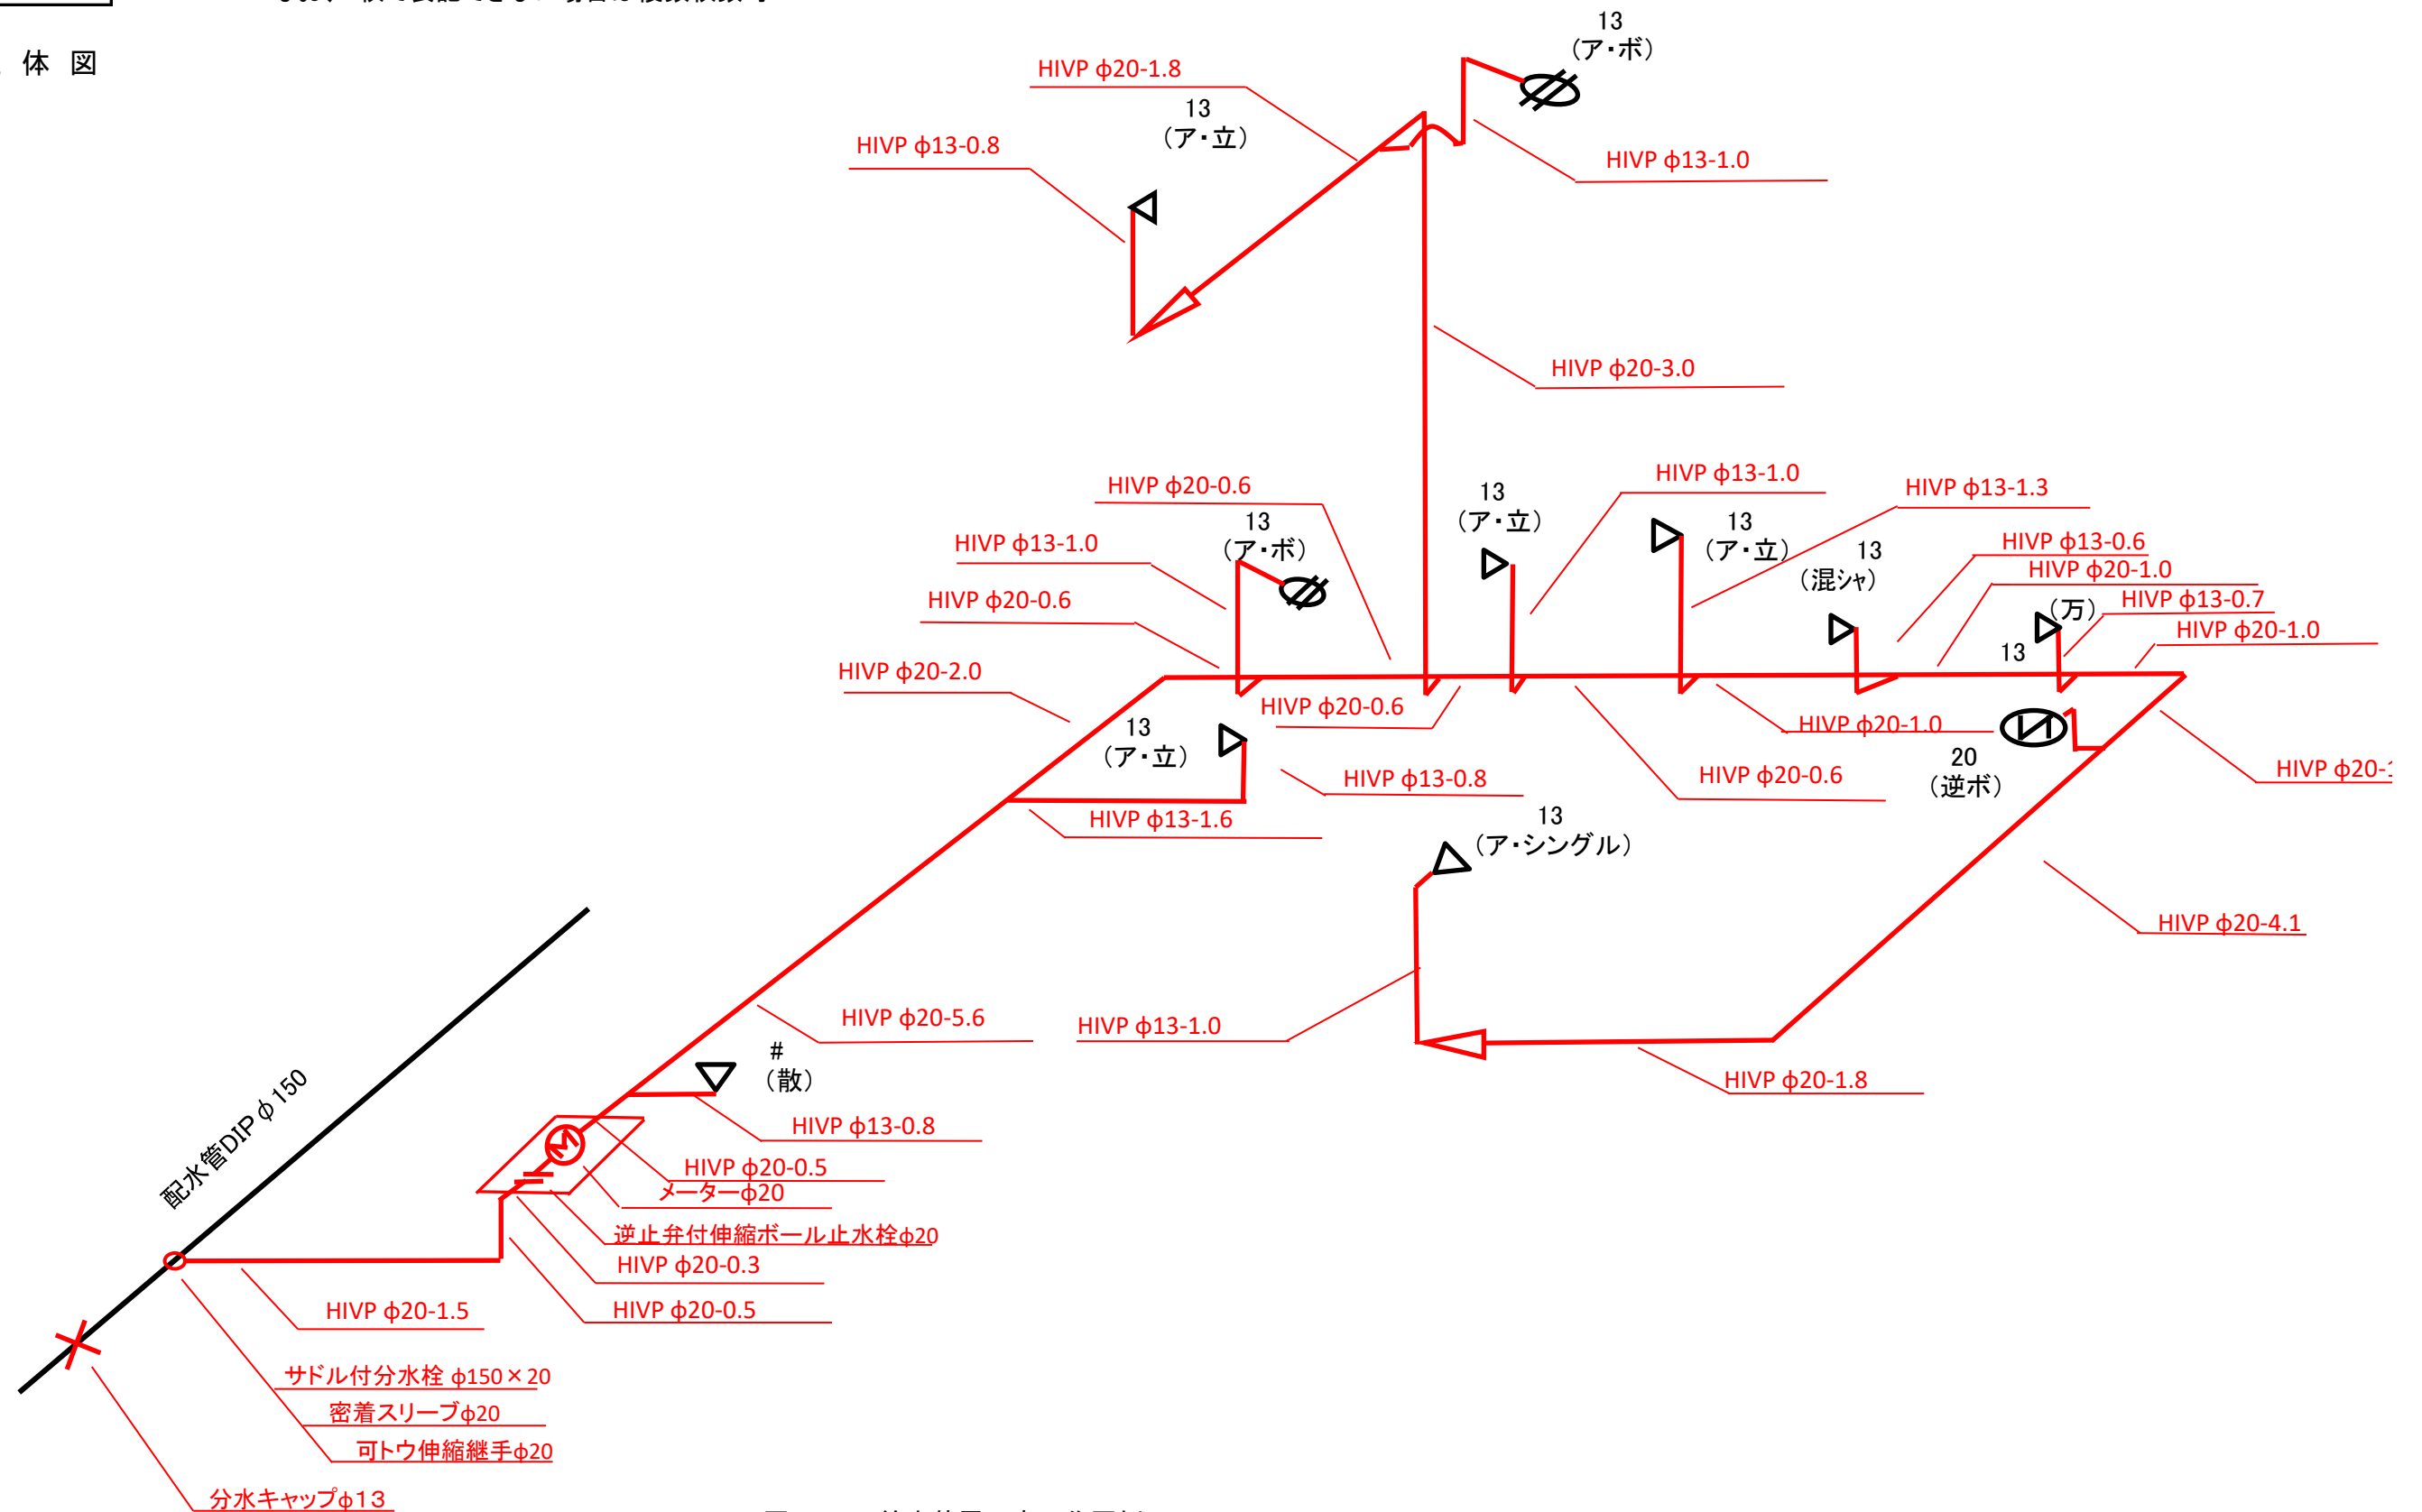 体 図
13
(ア・ボ)
HIVP φ20-1.8
13
(ア・立)
HIVP φ13-0.8
HIVP φ13-1.0
HIVP φ20-3.0
HIVP φ20-0.6
13
(ア・立)
HIVP φ13-1.0
HIVP φ13-1.3
13
(ア・ボ)
13
(ア・立)
HIVP φ13-1.0
13
(混シャ)
HIVP φ13-0.6
HIVP φ20-1.0
HIVP φ20-0.6
(万)
HIVP φ13-0.7
HIVP φ20-1.0
13
HIVP φ20-2.0
HIVP φ20-0.6
HIVP φ20-1.0
13
(ア・立)
20
(逆ボ)
HIVP φ13-0.8
HIVP φ20-0.6
HIVP φ20-
HIVP φ13-1.6
13
(ア・シングル)
HIVP φ20-4.1
HIVP φ20-5.6
HIVP φ13-1.0
#
(散)
HIVP φ20-1.8
配水管DIPφ150
HIVP φ13-0.8
HIVP φ20-0.5
メーターφ20
逆止弁付伸縮ボール止水栓φ20
HIVP φ20-0.3
HIVP φ20-1.5
HIVP φ20-0.5
サドル付分水栓 φ150×20
密着スリーブφ20
可トウ伸縮継手φ20
分水キャップφ13